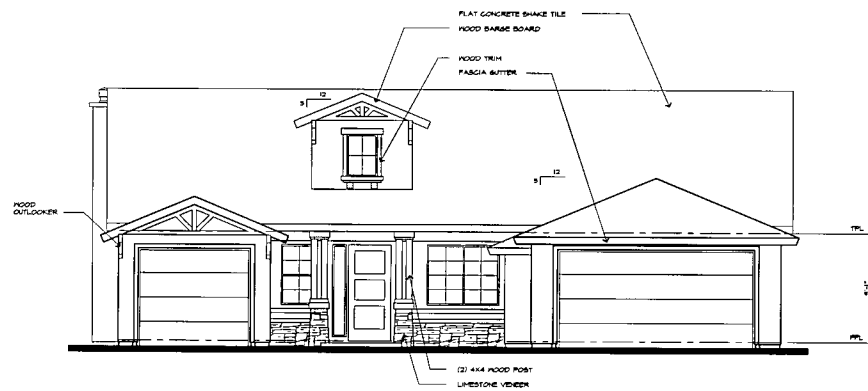 FLAT CONCRETE SHAKE TILE
WOOD BARGE BOARD
WOOD TRIM
FASCIA GUTTER
12
5
12
5
WOOD
OUTLOOKER
TPL
FFL
(2) 4X4 WOOD POST
LIMESTONE VENEER